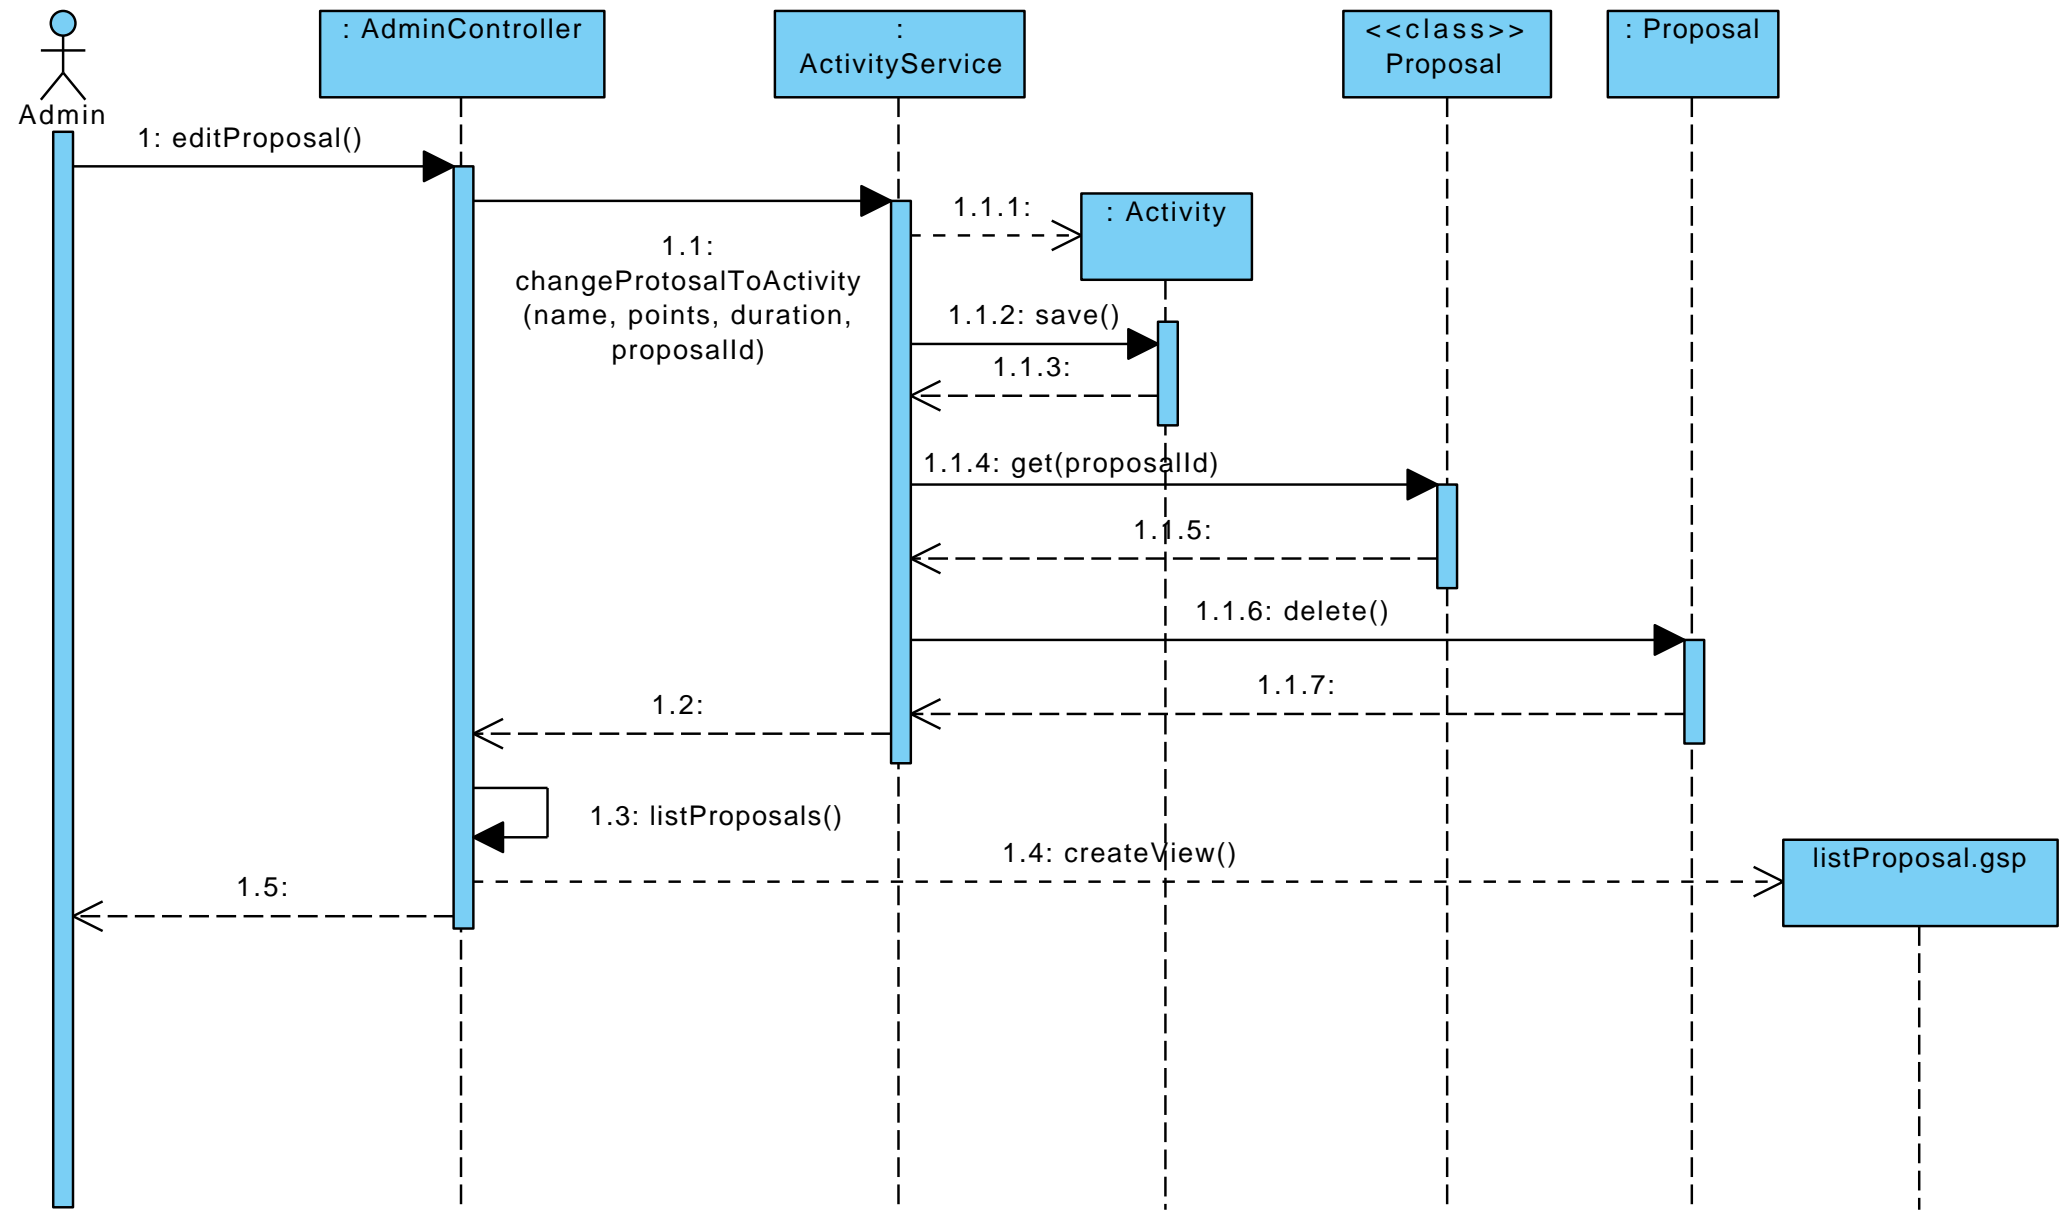 : AdminController
:
ActivityService
<<class>>
Proposal
: Proposal
Admin
1: editProposal()
1.1:
changeProtosalToActivity
(name, points, duration,
proposalId)
1.1.1:
: Activity
1.1.2: save()
1.1.3:
1.1.4: get(proposalId)
1.1.5:
1.1.6: delete()
1.1.7:
1.2:
1.3: listProposals()
1.4: createView()
listProposal.gsp
1.5: